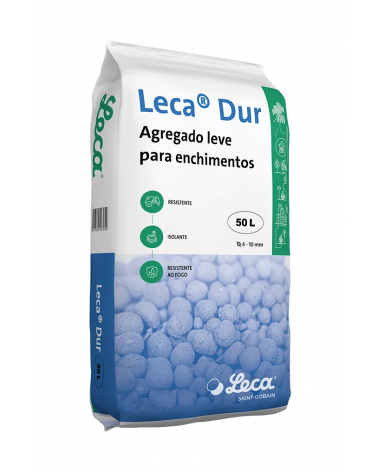 Leca® Dur
Agregado leve
para enchimentos
RESISTENTE
50 L
ISOLANTE
4 - 10 mm
RESISTENTE
AO FOGO
Leca®
SAINT-GOBAIN
Leca®
Leca® Dur
50 L